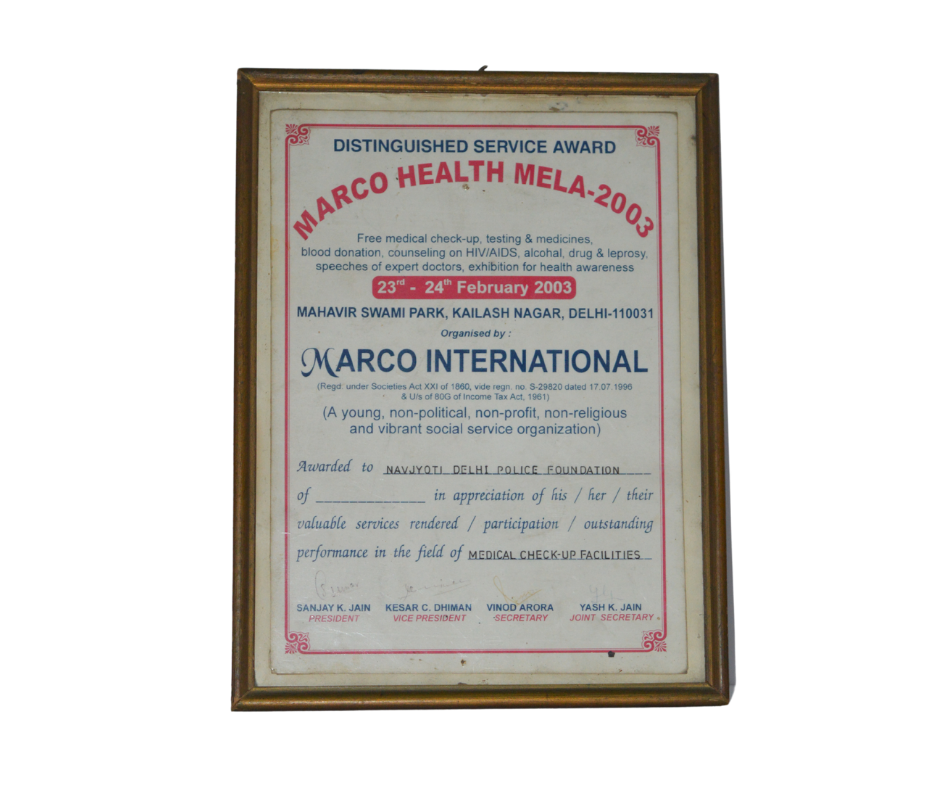 DISTINGUISHED SERVICE AWARD
MARCO HEALTH MELA-2003
Free medical check-up, testing & medicines,
blood donation, counseling on HIV/AIDS, alcohol, drug & leprosy,
speeches of expert doctors, exhibition for health awareness
23rd - 24th February 2003
MAHAVIR SWAMI PARK, KAILASH NAGAR, DELHI-110031
Organised by :
MARCO INTERNATIONAL
(Regd. under Societies Act XXI of 1860, vide regn. no. S-29820 dated 17.07.1996
& U/s of 80G of Income Tax Act, 1961)
(A young, non-political, non-profit, non-religious
and vibrant social service organization)
Awarded to NAVJYOTI DELHI POLICE FOUNDATION
of ______________ in appreciation of his / her / their
valuable services rendered / participation / outstanding
performance in the field of MEDICAL CHECK-UP FACILITIES
SANJAY K. JAIN KESAR C. DHIMAN VINOD ARORA YASH K. JAIN
PRESIDENT VICE PRESIDENT SECRETARY JOINT SECRETARY